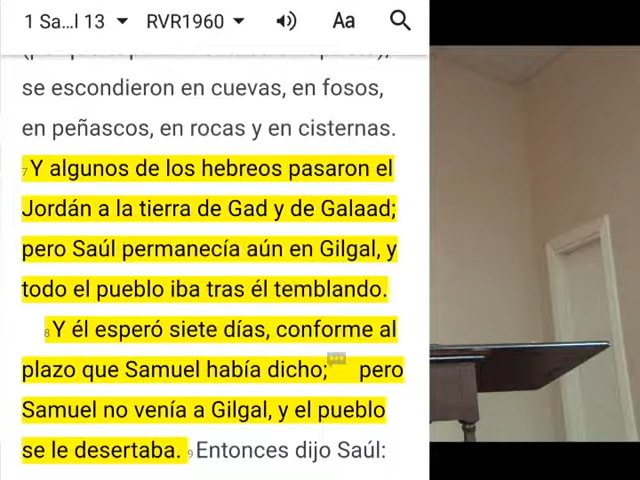 1 Sa...l 13 RVR1960 Aa
se escondieron en cuevas, en fosos,
en peñascos, en rocas y en cisternas.
7 Y algunos de los hebreos pasaron el
Jordán a la tierra de Gad y de Galaad;
pero Saúl permanecía aún en Gilgal, y
todo el pueblo iba tras él temblando.
8 Y él esperó siete días, conforme al
plazo que Samuel había dicho; pero
Samuel no venía a Gilgal, y el pueblo
se le desertaba. 9 Entonces dijo Saúl: